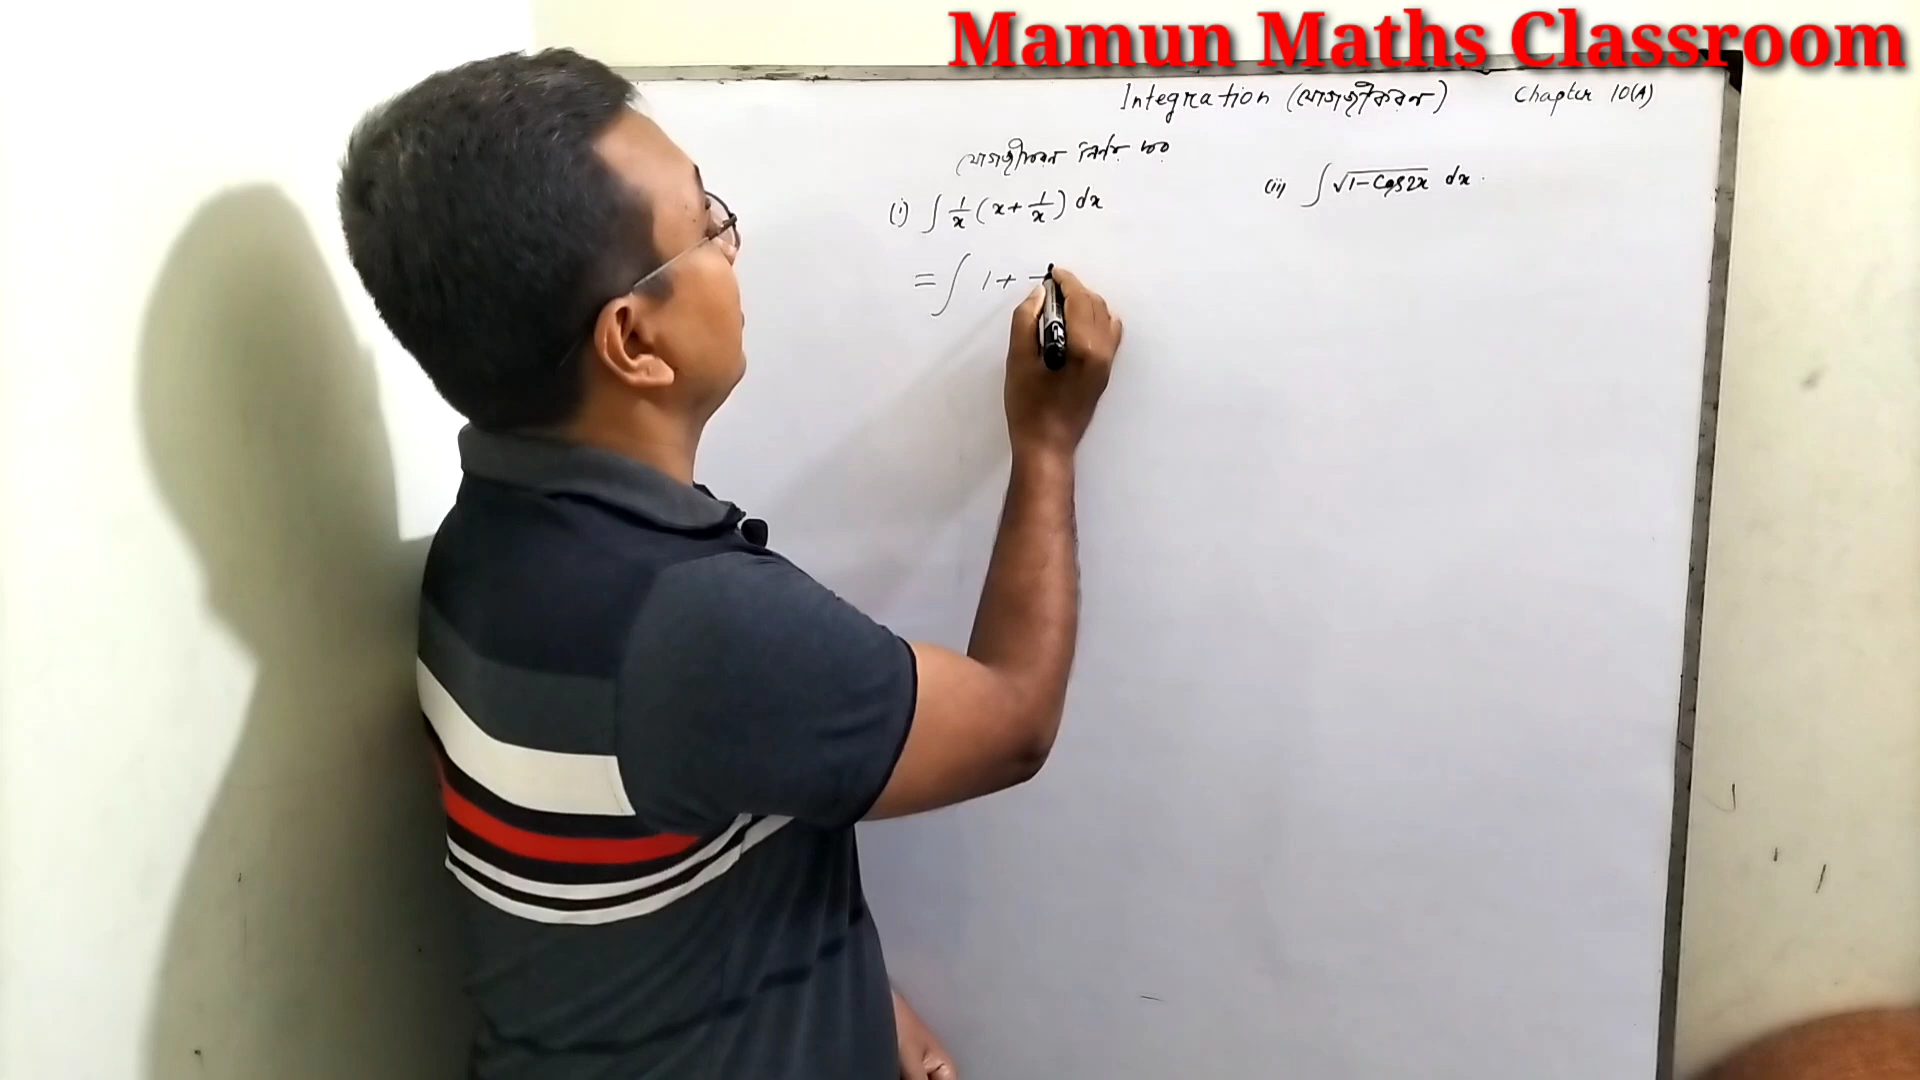 Mamun Maths Classroom
Integration (যোগজীকরণ) Chapter 10(A)
যোগজীকরণ নির্ণয় কর
(i) ∫ 1/x (x + 1/x) dx
= ∫ 1 +
(ii) ∫ √1-Cos2x dx.